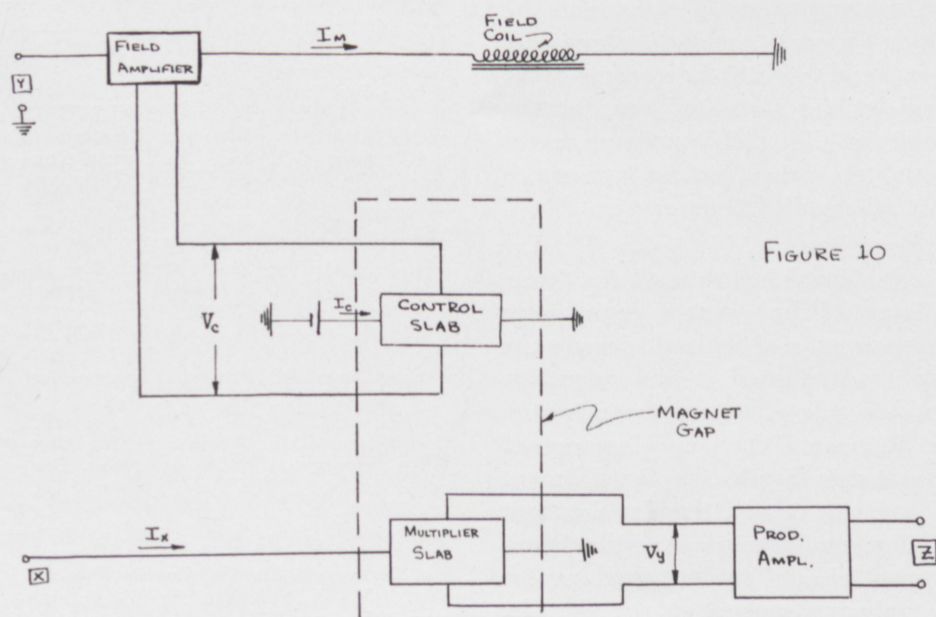 FIELD
AMPLIFIER
I_M
FIELD
COIL
Y
FIGURE 10
V_c
I_c
CONTROL
SLAB
MAGNET
GAP
I_x
X
MULTIPLIER
SLAB
V_y
PROD.
AMPL.
Z